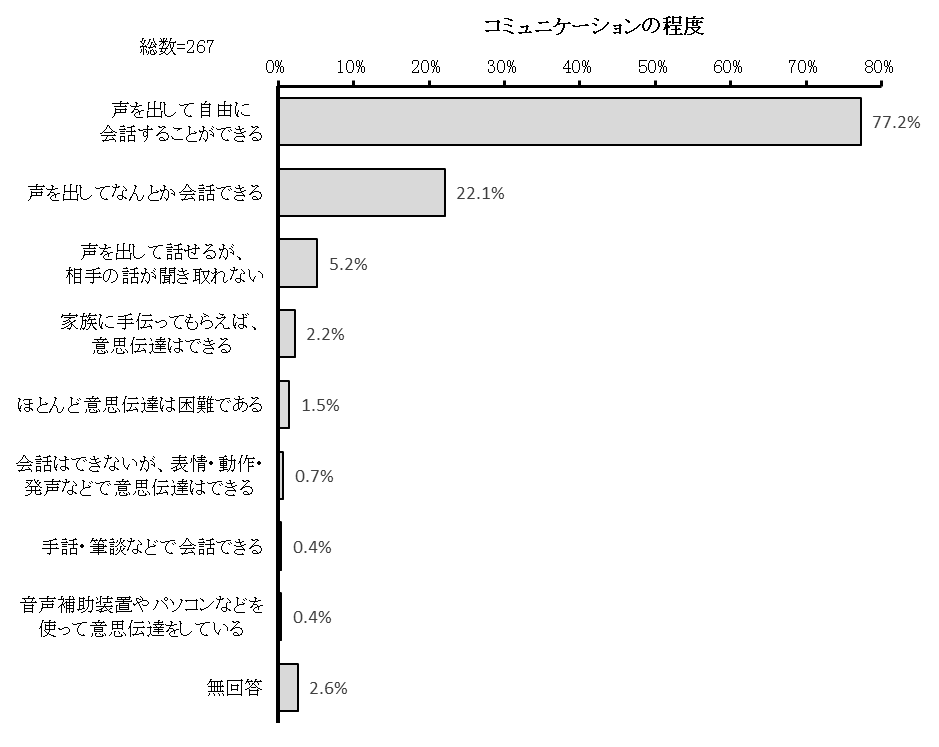 コミュニケーションの程度
総数=267
0% 10% 20% 30% 40% 50% 60% 70% 80%
声を出して自由に
会話することができる
77.2%
声を出してなんとか会話できる
22.1%
声を出して話せるが、
相手の話が聞き取れない
5.2%
家族に手伝ってもらえば、
意思伝達はできる
2.2%
ほとんど意思伝達は困難である
1.5%
会話はできないが、表情・動作・
発声などで意思伝達はできる
0.7%
手話・筆談などで会話できる
0.4%
音声補助装置やパソコンなどを
使って意思伝達をしている
0.4%
無回答
2.6%